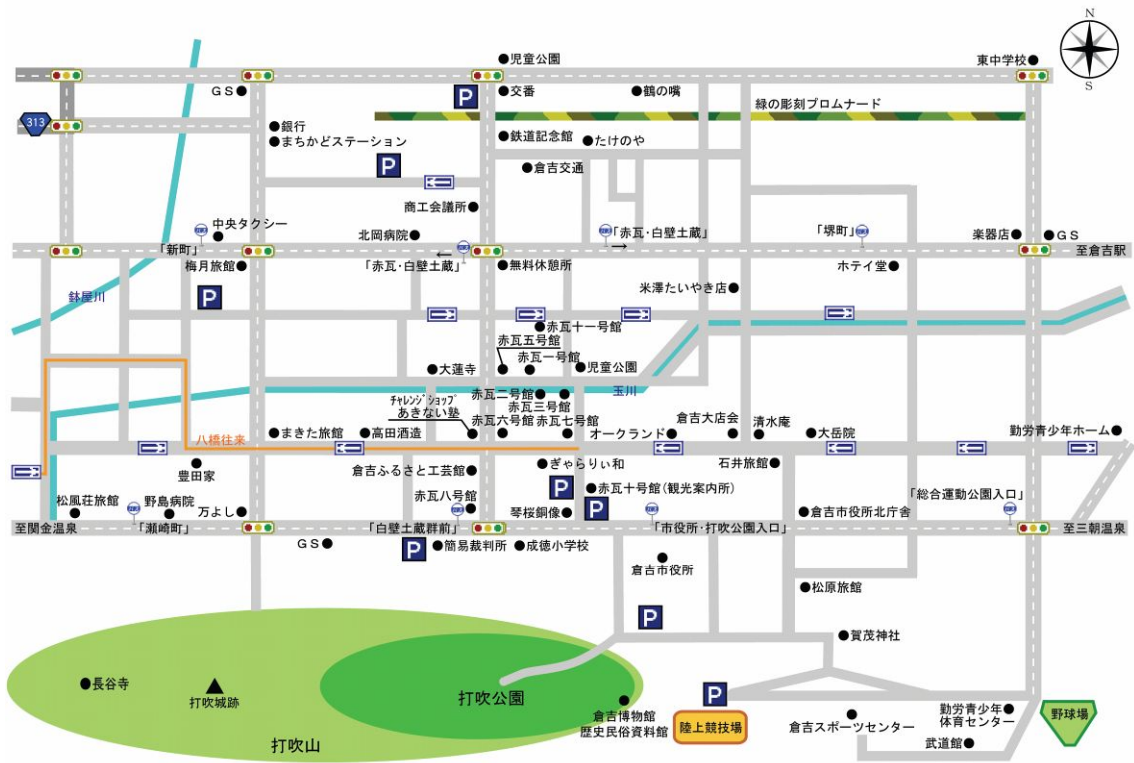 N
S
児童公園
東中学校
GS
P
交番
鶴の嘴
緑の彫刻プロムナード
313
銀行
まちかどステーション
鉄道記念館
たけのや
P
倉吉交通
商工会議所
中央タクシー
北岡病院
「赤瓦・白壁土蔵」
→
「堺町」
楽器店
GS
「新町」
←
至倉吉駅
梅月旅館
「赤瓦・白壁土蔵」
無料休憩所
ホテイ堂
鉢屋川
P
米澤たいやき店
赤瓦十一号館
赤瓦五号館
赤瓦一号館
大蓮寺
児童公園
玉川
チャレンジショップ
あきない塾
赤瓦二号館
赤瓦三号館
八橋往来
まきた旅館
高田酒造
赤瓦六号館
赤瓦七号館
オークランド
倉吉大店会
清水庵
大岳院
勤労青少年ホーム
豊田家
倉吉ふるさと工芸館
ぎゃらりぃ和
石井旅館
P
赤瓦十号館(観光案内所)
松風荘旅館
野島病院
万よし
赤瓦八号館
琴桜銅像
P
倉吉市役所北庁舎
「総合運動公園入口」
至関金温泉
「瀬崎町」
「白壁土蔵群前」
「市役所・打吹公園入口」
至三朝温泉
GS
P
簡易裁判所
成徳小学校
倉吉市役所
松原旅館
P
賀茂神社
長谷寺
打吹城跡
打吹公園
P
倉吉博物館
歴史民俗資料館
陸上競技場
倉吉スポーツセンター
勤労青少年
体育センター
野球場
打吹山
武道館